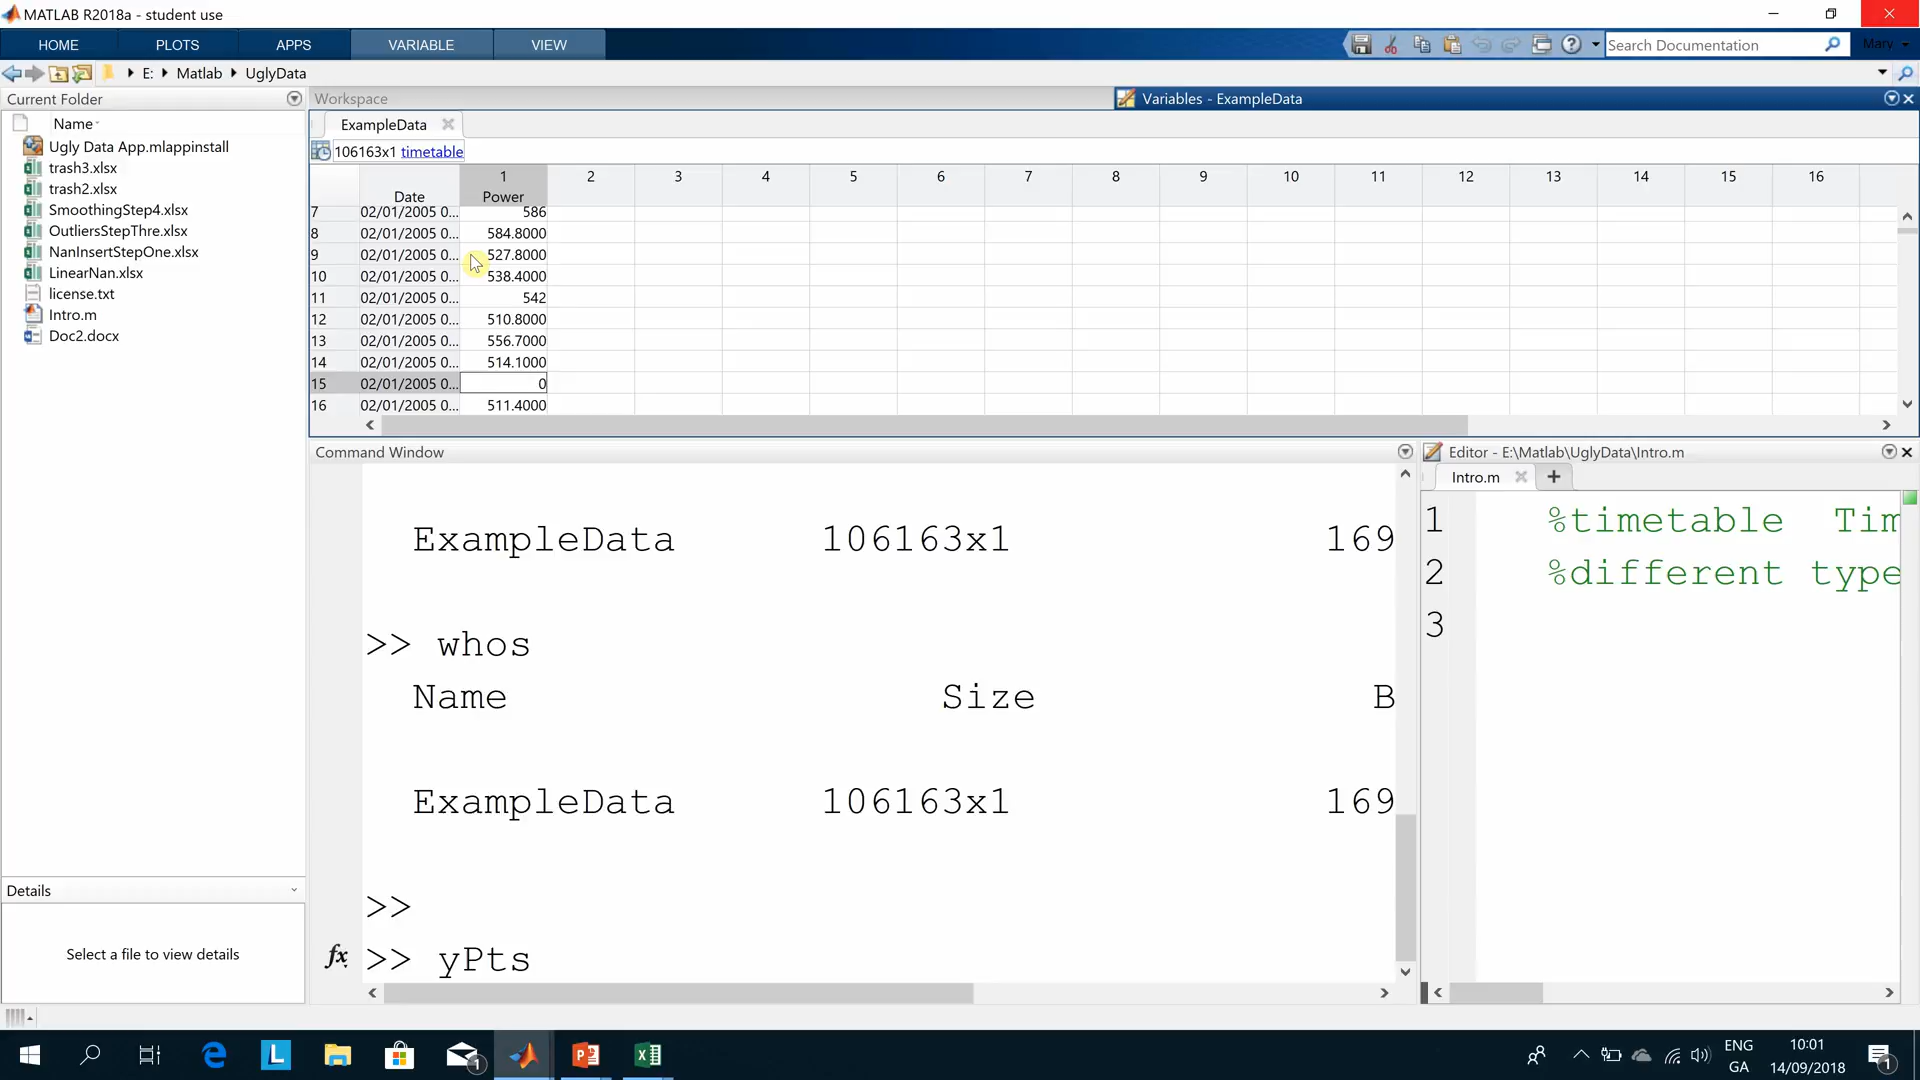 MATLAB R2018a - student use
HOME PLOTS APPS VARIABLE VIEW
Search Documentation
Mary
E: Matlab UglyData
Current Folder
Name
Ugly Data App.mlappinstall
trash3.xlsx
trash2.xlsx
SmoothingStep4.xlsx
OutliersStepThre.xlsx
NanInsertStepOne.xlsx
LinearNan.xlsx
license.txt
Intro.m
Doc2.docx
Details
Select a file to view details
Workspace
Variables - ExampleData
ExampleData
106163x1 timetable
1 2 3 4 5 6 7 8 9 10 11 12 13 14 15 16
Date Power
7 02/01/2005 0... 586
8 02/01/2005 0... 584.8000
9 02/01/2005 0... 527.8000
10 02/01/2005 0... 538.4000
11 02/01/2005 0... 542
12 02/01/2005 0... 510.8000
13 02/01/2005 0... 556.7000
14 02/01/2005 0... 514.1000
15 02/01/2005 0... 0
16 02/01/2005 0... 511.4000
Command Window
ExampleData 106163x1 169
>> whos
Name Size B
ExampleData 106163x1 169
>>
fx >> yPts
Editor - E:\Matlab\UglyData\Intro.m
Intro.m
1 %timetable Tim
2 %different type
3
1
ENG
GA
10:01
14/09/2018
1